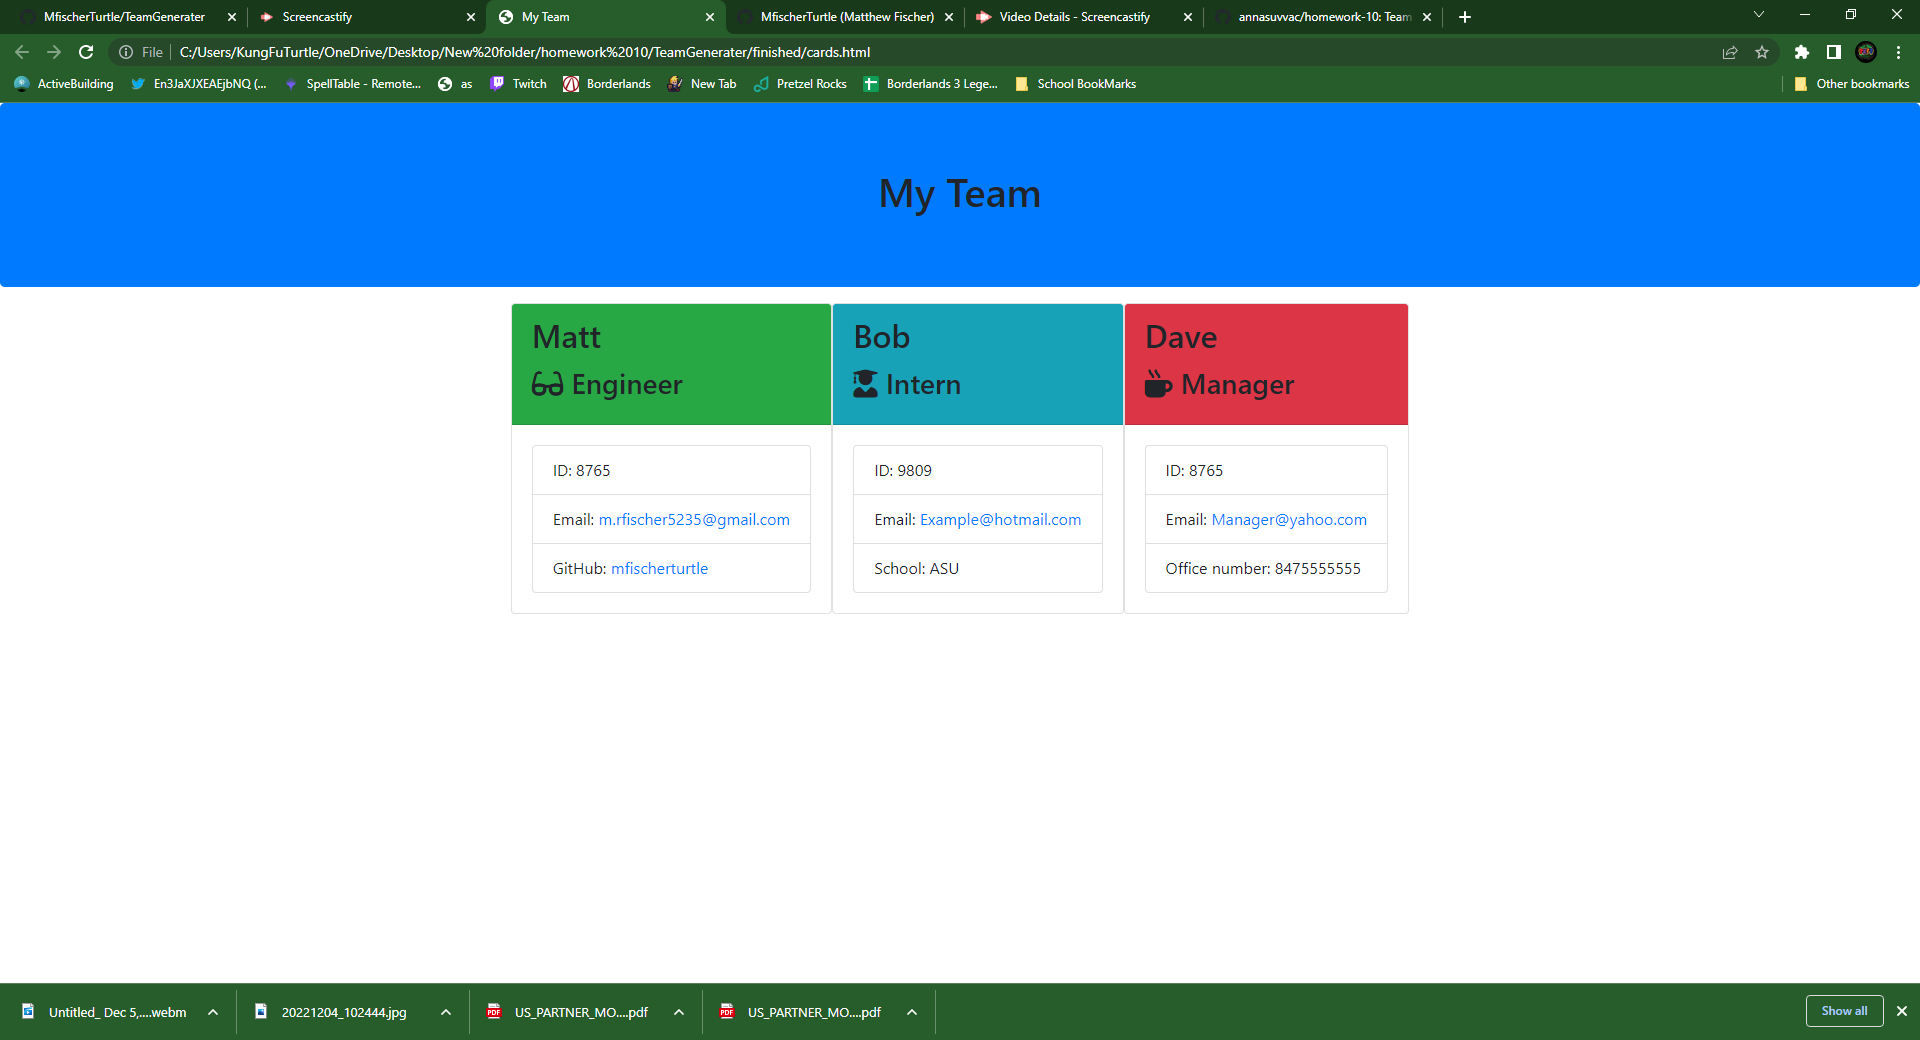 MfischerTurtle/TeamGenerater
Screencastify
My Team
MfischerTurtle (Matthew Fischer)
Video Details - Screencastify
annasuvvac/homework-10: Team
File
C:/Users/KungFuTurtle/OneDrive/Desktop/New%20folder/homework%2010/TeamGenerater/finished/cards.html
ActiveBuilding
En3JaXJXEAEjbNQ (...
SpellTable - Remote...
as
Twitch
Borderlands
New Tab
Pretzel Rocks
Borderlands 3 Lege...
School BookMarks
Other bookmarks
My Team
Matt
Engineer
ID: 8765
Email: m.rfischer5235@gmail.com
GitHub: mfischerturtle
Bob
Intern
ID: 9809
Email: Example@hotmail.com
School: ASU
Dave
Manager
ID: 8765
Email: Manager@yahoo.com
Office number: 8475555555
Untitled_ Dec 5,....webm
20221204_102444.jpg
PDF
US_PARTNER_MO....pdf
PDF
US_PARTNER_MO....pdf
Show all